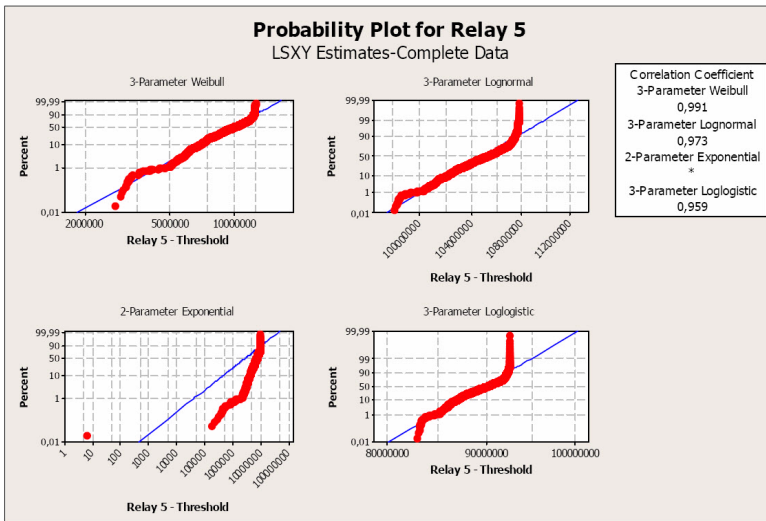 Probability Plot for Relay 5
LSXY Estimates-Complete Data
3-Parameter Weibull
99,99
90
50
1
0,01
Percent
2000000 5000000 10000000
Relay 5 - Threshold
3-Parameter Lognormal
99,99
99
90
50
10
1
0,01
Percent
100000000 104000000 108000000 112000000
Relay 5 - Threshold
Correlation Coefficient
3-Parameter Weibull
0,991
3-Parameter Lognormal
0,973
2-Parameter Exponential
*
3-Parameter Loglogistic
0,959
2-Parameter Exponential
99,99
90
50
10
1
0,01
Percent
1 10 100 1000 10000 100000 1000000 10000000 100000000
Relay 5 - Threshold
3-Parameter Loglogistic
99,99
99
90
50
10
1
0,01
Percent
80000000 90000000 100000000
Relay 5 - Threshold